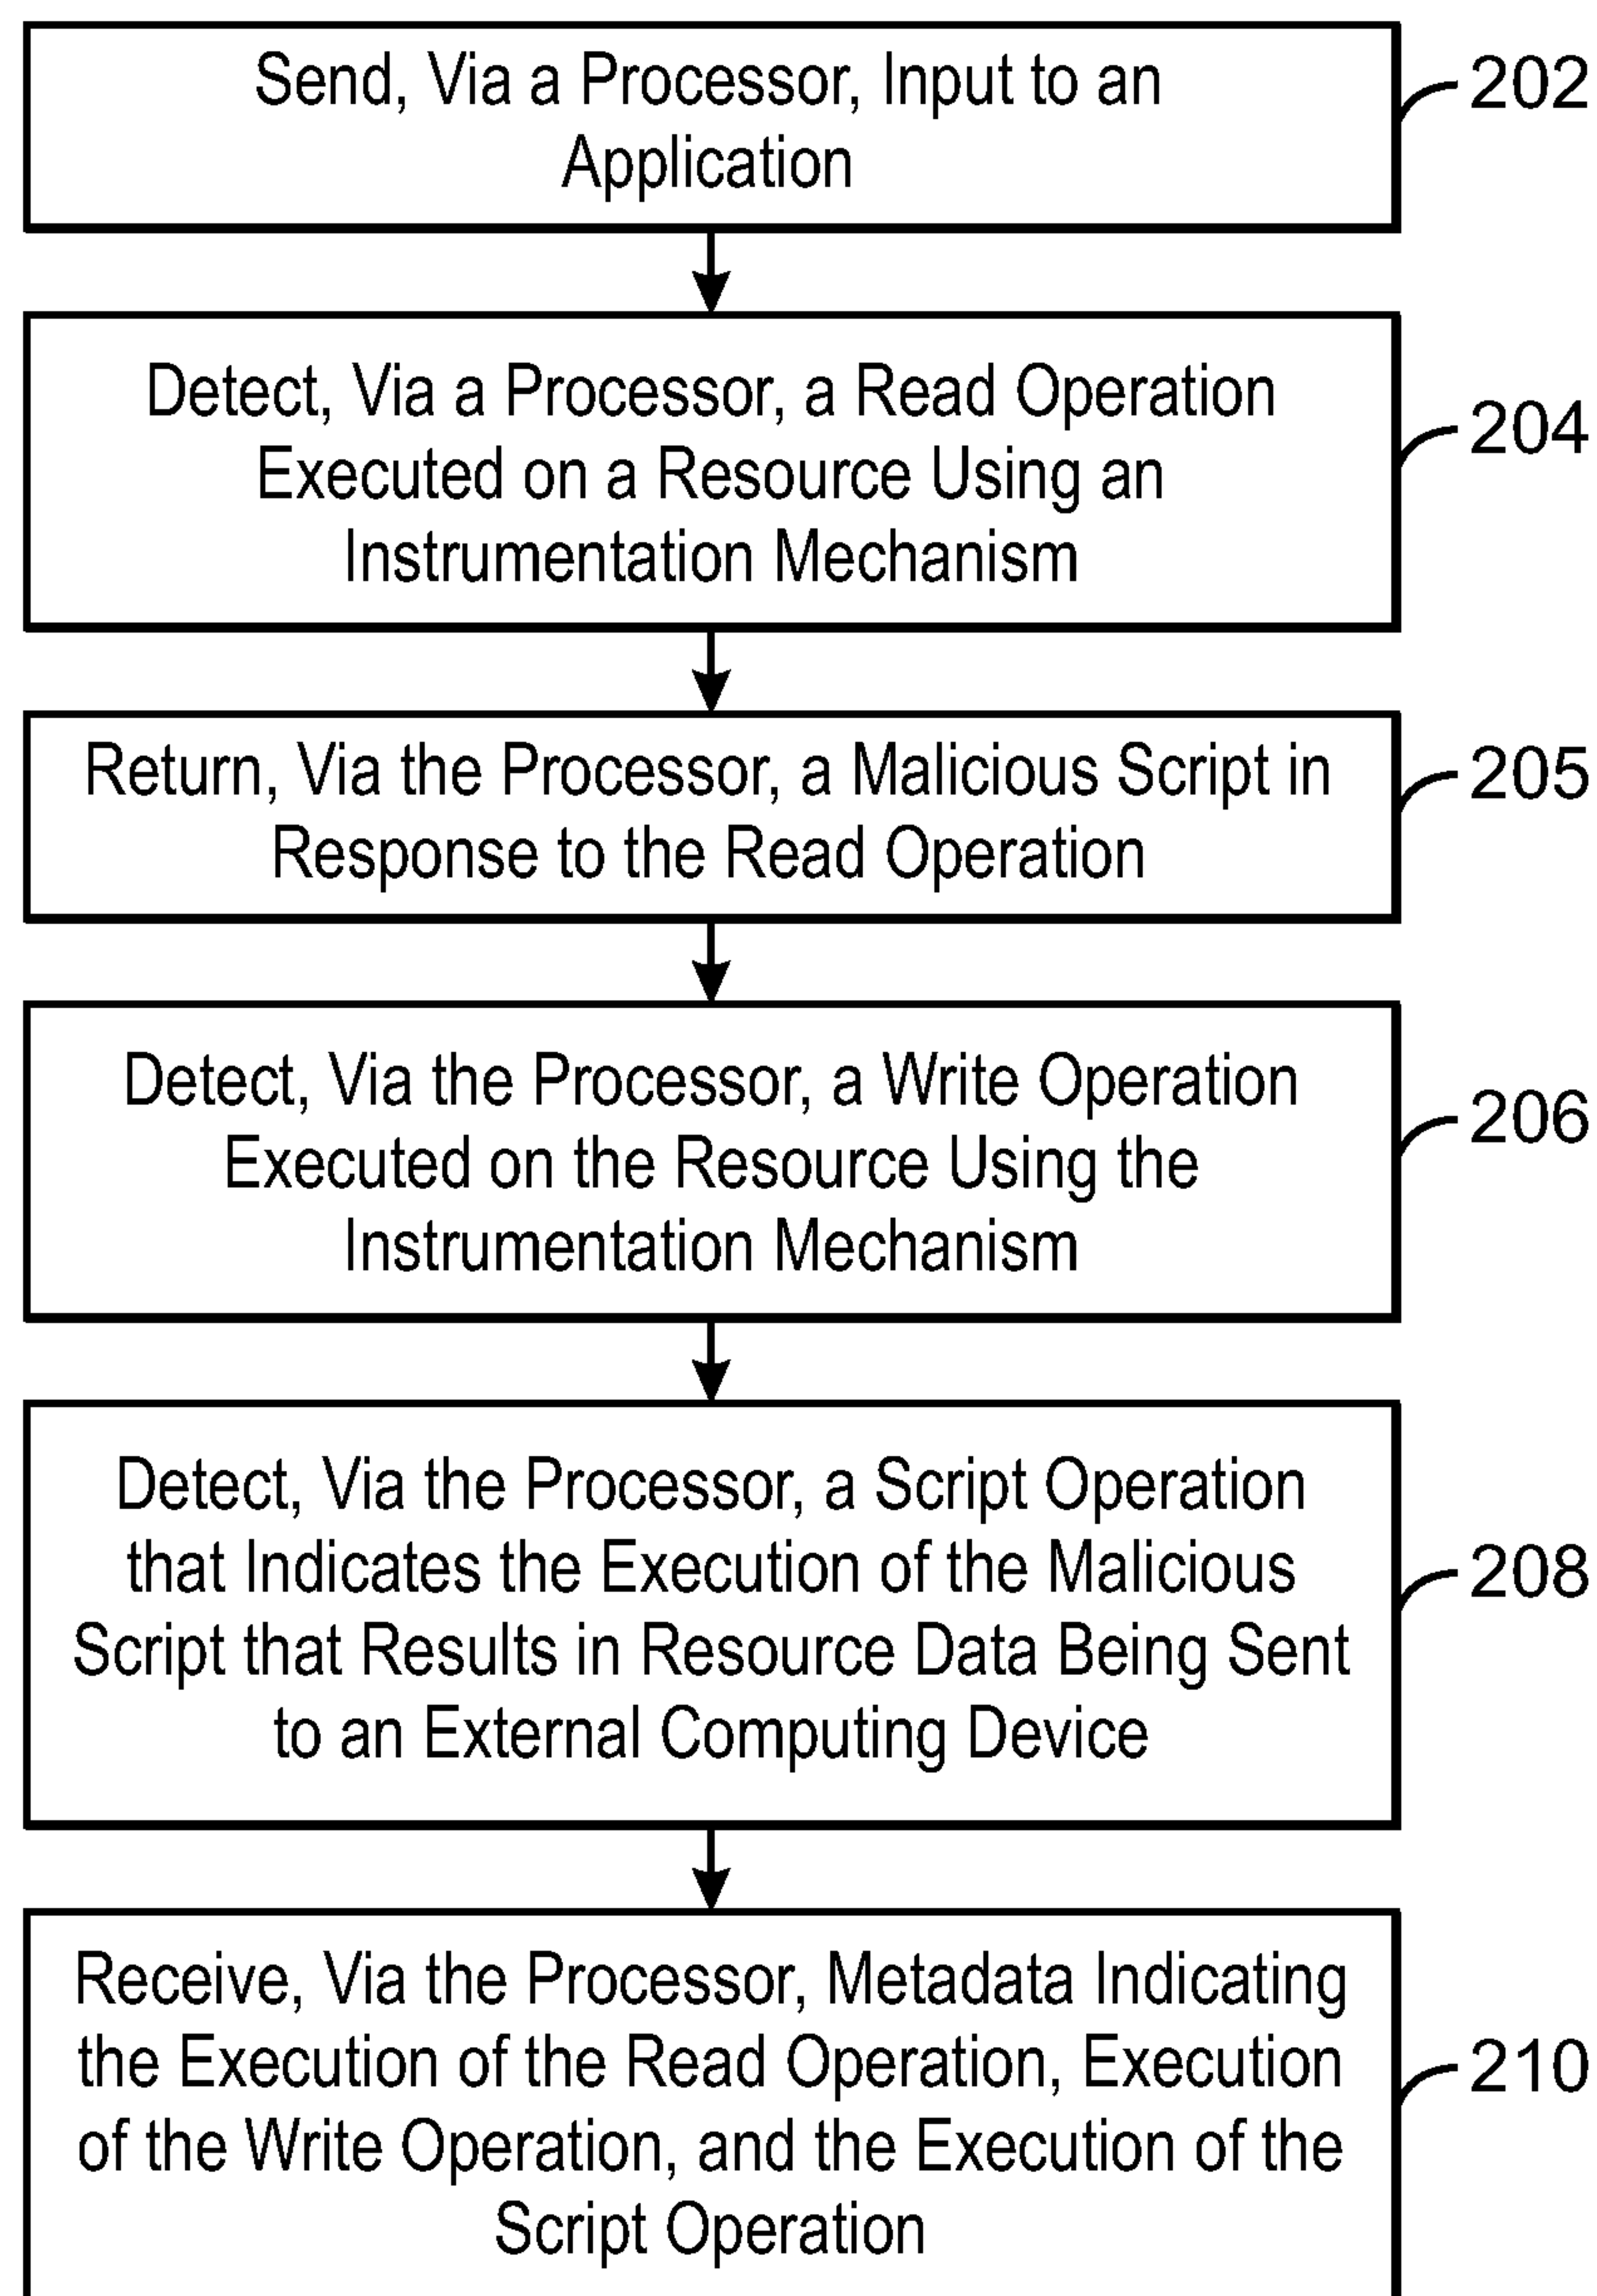 Send, Via a Processor, Input to an
Application
202
Detect, Via a Processor, a Read Operation
Executed on a Resource Using an
Instrumentation Mechanism
204
Return, Via the Processor, a Malicious Script in
Response to the Read Operation
205
Detect, Via the Processor, a Write Operation
Executed on the Resource Using the
Instrumentation Mechanism
206
Detect, Via the Processor, a Script Operation
that Indicates the Execution of the Malicious
Script that Results in Resource Data Being Sent
to an External Computing Device
208
Receive, Via the Processor, Metadata Indicating
the Execution of the Read Operation, Execution
of the Write Operation, and the Execution of the
Script Operation
210